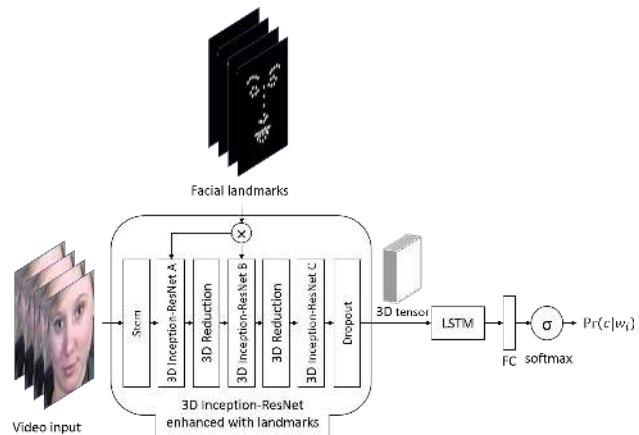 Facial landmarks
×
Stem
3D Inception-ResNet A
3D Reduction
3D Inception-ResNet B
3D Reduction
3D Inception-ResNet C
Dropout
3D tensor
LSTM
FC
σ
softmax
Pr(c|wᵢ)
3D Inception-ResNet
enhanced with landmarks
Video input